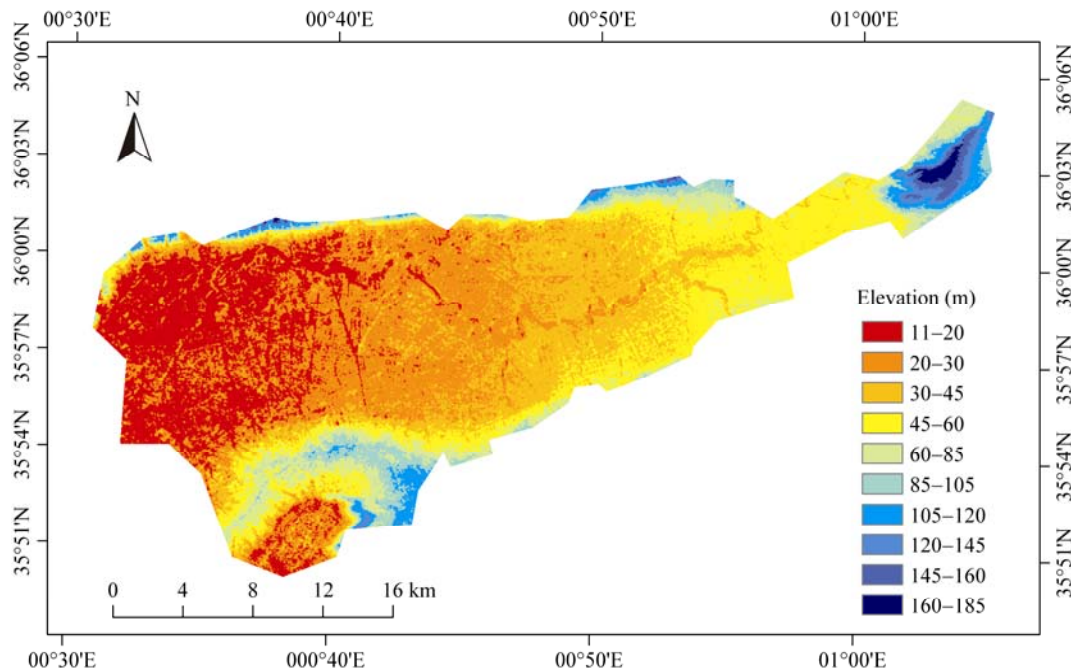 00°30'E 00°40'E 00°50'E 01°00'E
36°06'N 36°06'N
N
36°03'N 36°03'N
36°00'N 36°00'N
Elevation (m)
11–20
35°57'N 20–30 35°57'N
30–45
45–60
35°54'N 60–85 35°54'N
85–105
105–120
35°51'N 120–145 35°51'N
145–160
0 4 8 12 16 km
160–185
00°30'E 000°40'E 00°50'E 01°00'E